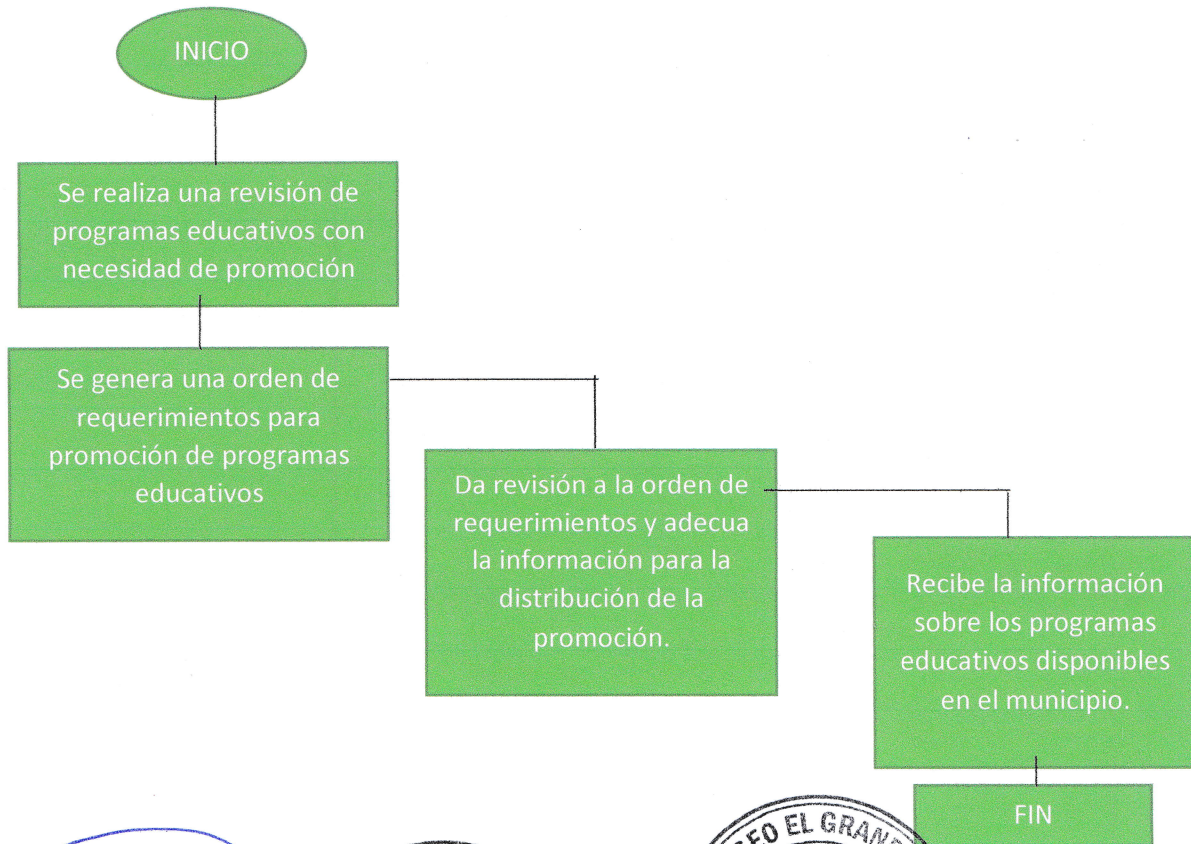 INICIO
Se realiza una revisión de
programas educativos con
necesidad de promoción
Se genera una orden de
requerimientos para
promoción de programas
educativos
Da revisión a la orden de
requerimientos y adecua
la información para la
distribución de la
promoción.
Recibe la información
sobre los programas
educativos disponibles
en el municipio.
FIN
EL